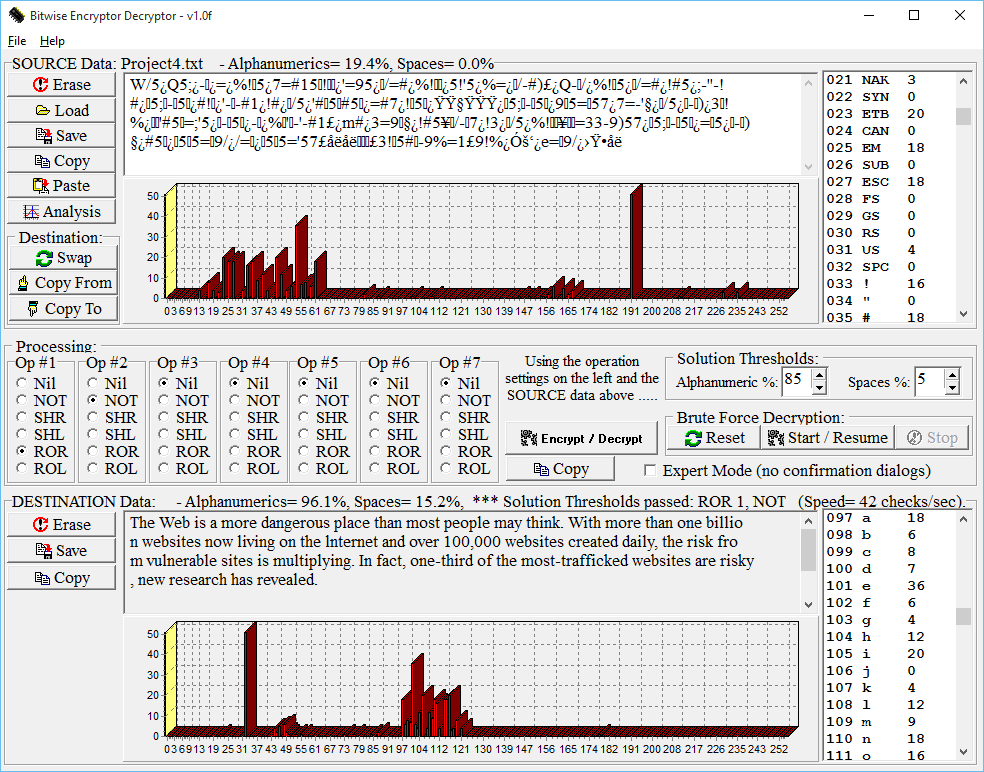 Bitwise Encryptor Decryptor - v1.0f
File Help
SOURCE Data: Project4.txt - Alphanumerics= 19.4%, Spaces= 0.0%
Erase
Load
Save
Copy
Paste
Analysis
Destination:
Swap
Copy From
Copy To
50
40
30
20
10
0
0 3 6 9 13 19 25 31 37 43 49 55 61 67 73 79 85 91 97 104 112 121 130 139 147 156 165 174 182 191 200 208 217 226 235 243 252
021 NAK 3
022 SYN 0
023 ETB 20
024 CAN 0
025 EM 18
026 SUB 0
027 ESC 18
028 FS 0
029 GS 0
030 RS 0
031 US 4
032 SPC 0
033 ! 16
034 " 0
035 # 18
Processing:
Op #1 Op #2 Op #3 Op #4 Op #5 Op #6 Op #7
Nil Nil Nil Nil Nil Nil Nil
NOT NOT NOT NOT NOT NOT NOT
SHR SHR SHR SHR SHR SHR SHR
SHL SHL SHL SHL SHL SHL SHL
ROR ROR ROR ROR ROR ROR ROR
ROL ROL ROL ROL ROL ROL ROL
Using the operation
settings on the left and the
SOURCE data above .....
Encrypt / Decrypt
Copy
Solution Thresholds:
Alphanumeric %: 85 Spaces %: 5
Brute Force Decryption:
Reset Start / Resume Stop
Expert Mode (no confirmation dialogs)
DESTINATION Data: - Alphanumerics= 96.1%, Spaces= 15.2%, *** Solution Thresholds passed: ROR 1, NOT (Speed= 42 checks/sec).
Erase
Save
Copy
The Web is a more dangerous place than most people may think. With more than one billio
n websites now living on the Internet and over 100,000 websites created daily, the risk fro
m vulnerable sites is multiplying. In fact, one-third of the most-trafficked websites are risky
, new research has revealed.
50
40
30
20
10
0
0 3 6 9 13 19 25 31 37 43 49 55 61 67 73 79 85 91 97 104 112 121 130 139 147 156 165 174 182 191 200 208 217 226 235 243 252
097 a 18
098 b 6
099 c 8
100 d 7
101 e 36
102 f 6
103 g 4
104 h 12
105 i 20
106 j 0
107 k 4
108 l 12
109 m 9
110 n 18
111 o 16